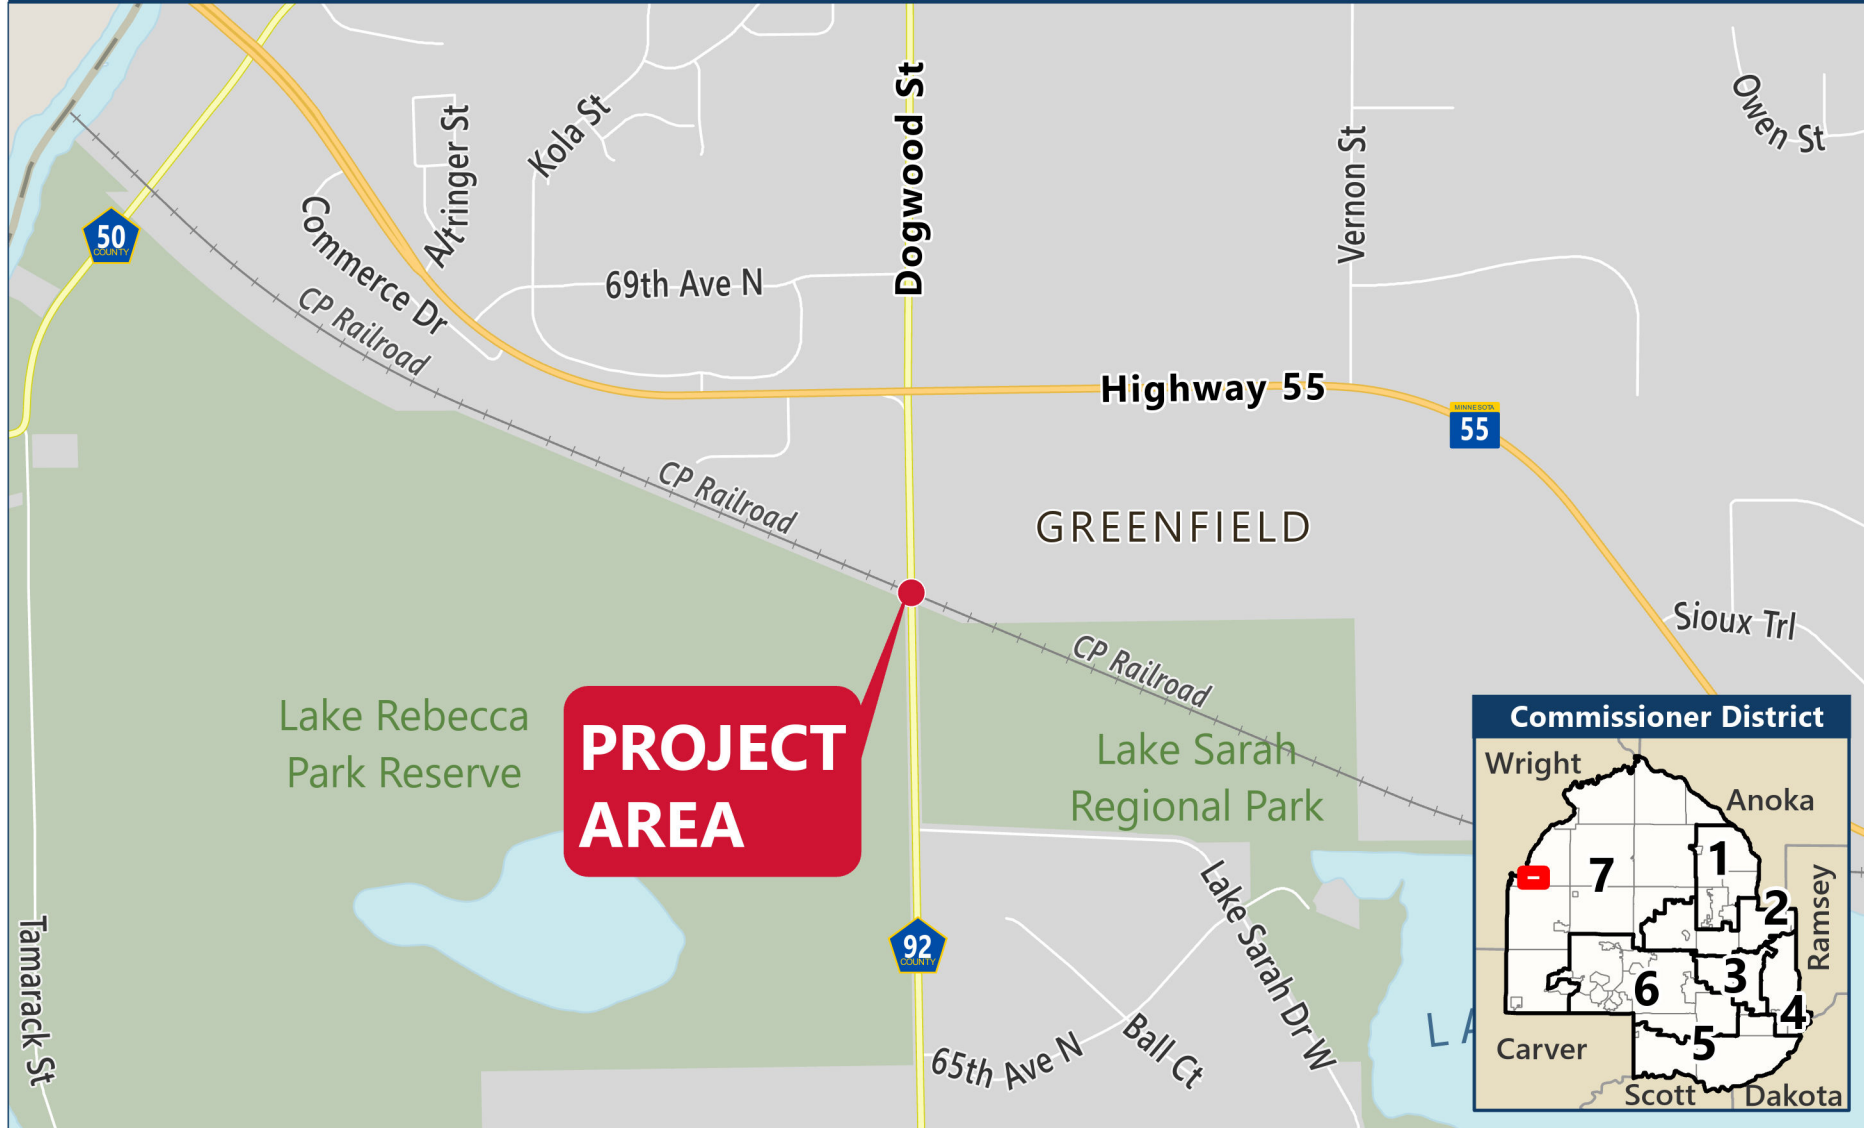 Dogwood St
Owen St
Kola St
Altringer St
Vernon St
50
COUNTY
Commerce Dr
69th Ave N
CP Railroad
Highway 55
MINNESOTA
55
CP Railroad
GREENFIELD
Sioux Trl
CP Railroad
Lake Rebecca
Park Reserve
PROJECT
AREA
Lake Sarah
Regional Park
92
COUNTY
Tamarack St
Lake Sarah Dr W
65th Ave N
Ball Ct
LA
Commissioner District
Wright
Anoka
7
1
2
Ramsey
3
6
4
5
Carver
Scott
Dakota